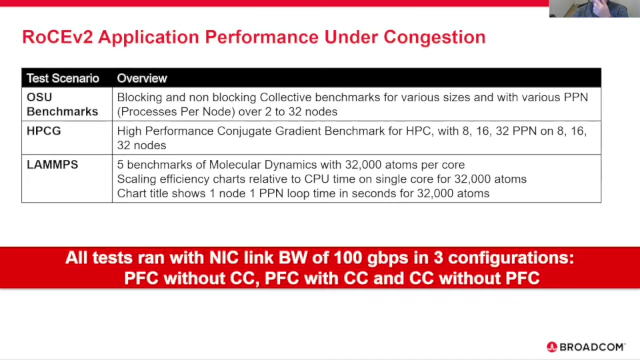 RoCEv2 Application Performance Under Congestion
Test Scenario Overview
OSU Benchmarks Blocking and non blocking Collective benchmarks for various sizes and with various PPN
(Processes Per Node) over 2 to 32 nodes
HPCG High Performance Conjugate Gradient Benchmark for HPC, with 8, 16, 32 PPN on 8, 16,
32 nodes
LAMMPS 5 benchmarks of Molecular Dynamics with 32,000 atoms per core
Scaling efficiency charts relative to CPU time on single core for 32,000 atoms
Chart title shows 1 node 1 PPN loop time in seconds for 32,000 atoms
All tests ran with NIC link BW of 100 gbps in 3 configurations:
PFC without CC, PFC with CC and CC without PFC
BROADCOM